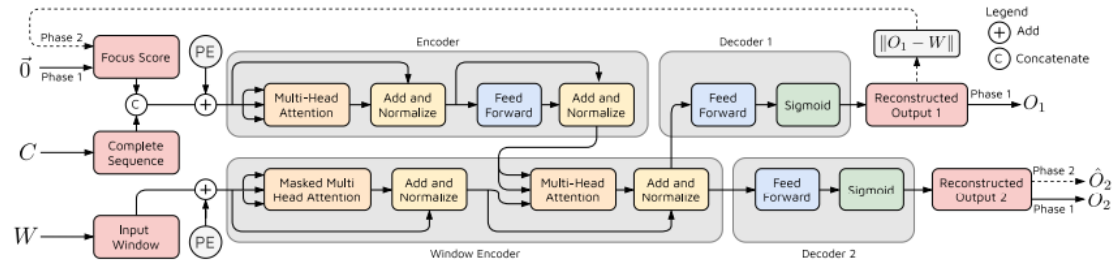 Phase 2
Focus Score
PE
Encoder
Decoder 1
‖O₁ − W‖
Legend
+ Add
C Concatenate
0⃗
Phase 1
C
+
Multi-Head
Attention
Add and
Normalize
Feed
Forward
Add and
Normalize
Feed
Forward
Sigmoid
Reconstructed
Output 1
Phase 1
O₁
C
Complete
Sequence
W
Input
Window
+
PE
Masked Multi
Head Attention
Add and
Normalize
Multi-Head
Attention
Add and
Normalize
Window Encoder
Feed
Forward
Sigmoid
Decoder 2
Reconstructed
Output 2
Phase 2
Ô₂
Phase 1
O₂